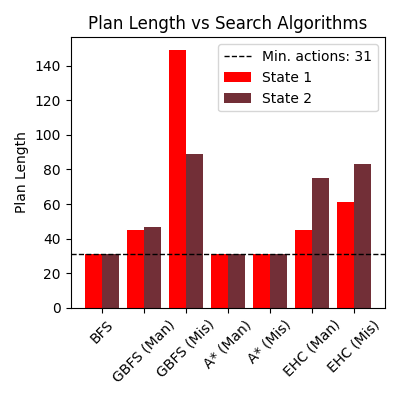 Plan Length vs Search Algorithms
Min. actions: 31
State 1
State 2
Plan Length
140
120
100
80
60
40
20
0
BFS
GBFS (Man)
GBFS (Mis)
A* (Man)
A* (Mis)
EHC (Man)
EHC (Mis)